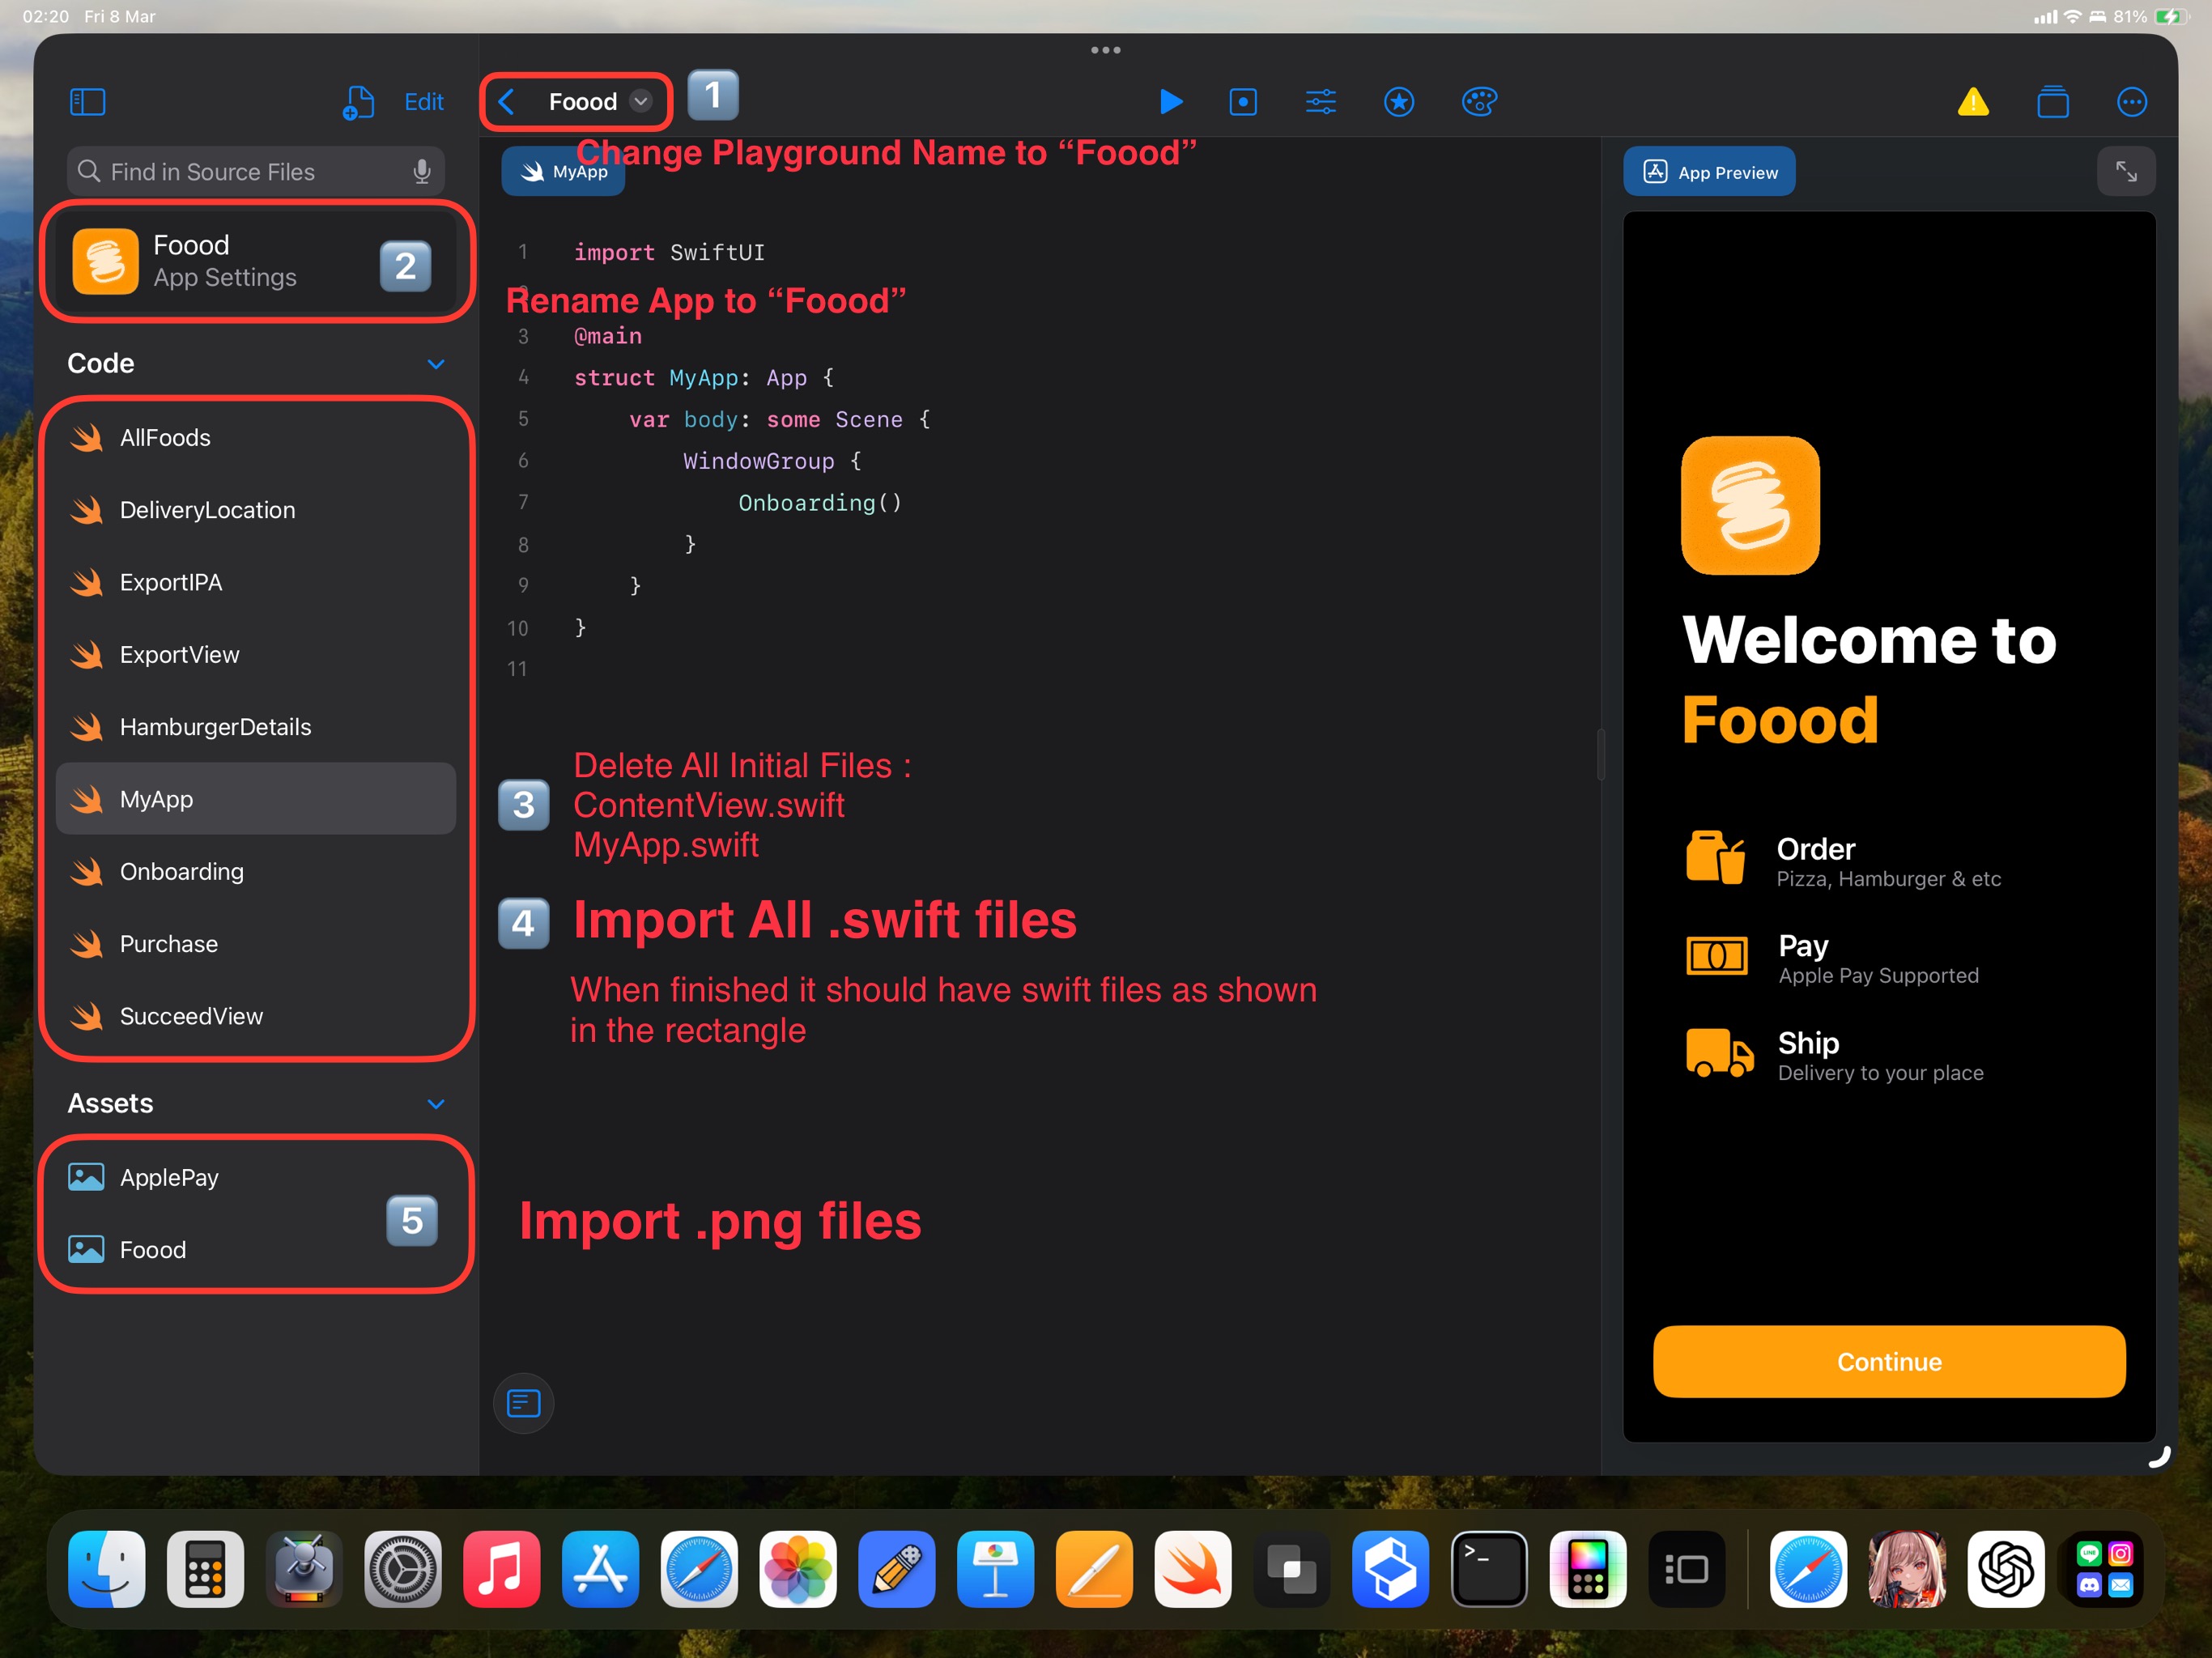 02:20 Fri 8 Mar
81%
Edit
Foood
1
Find in Source Files
Foood
App Settings
2
Code
AllFoods
DeliveryLocation
ExportIPA
ExportView
HamburgerDetails
MyApp
Onboarding
Purchase
SucceedView
Assets
ApplePay
Foood
5
Change Playground Name to “Foood”
MyApp
1 import SwiftUI
Rename App to “Foood”
3 @main
4 struct MyApp: App {
5 var body: some Scene {
6 WindowGroup {
7 Onboarding()
8 }
9 }
10 }
11
3
Delete All Initial Files :
ContentView.swift
MyApp.swift
4
Import All .swift files
When finished it should have swift files as shown
in the rectangle
Import .png files
App Preview
Welcome to
Foood
Order
Pizza, Hamburger & etc
Pay
Apple Pay Supported
Ship
Delivery to your place
Continue
>_
LINE